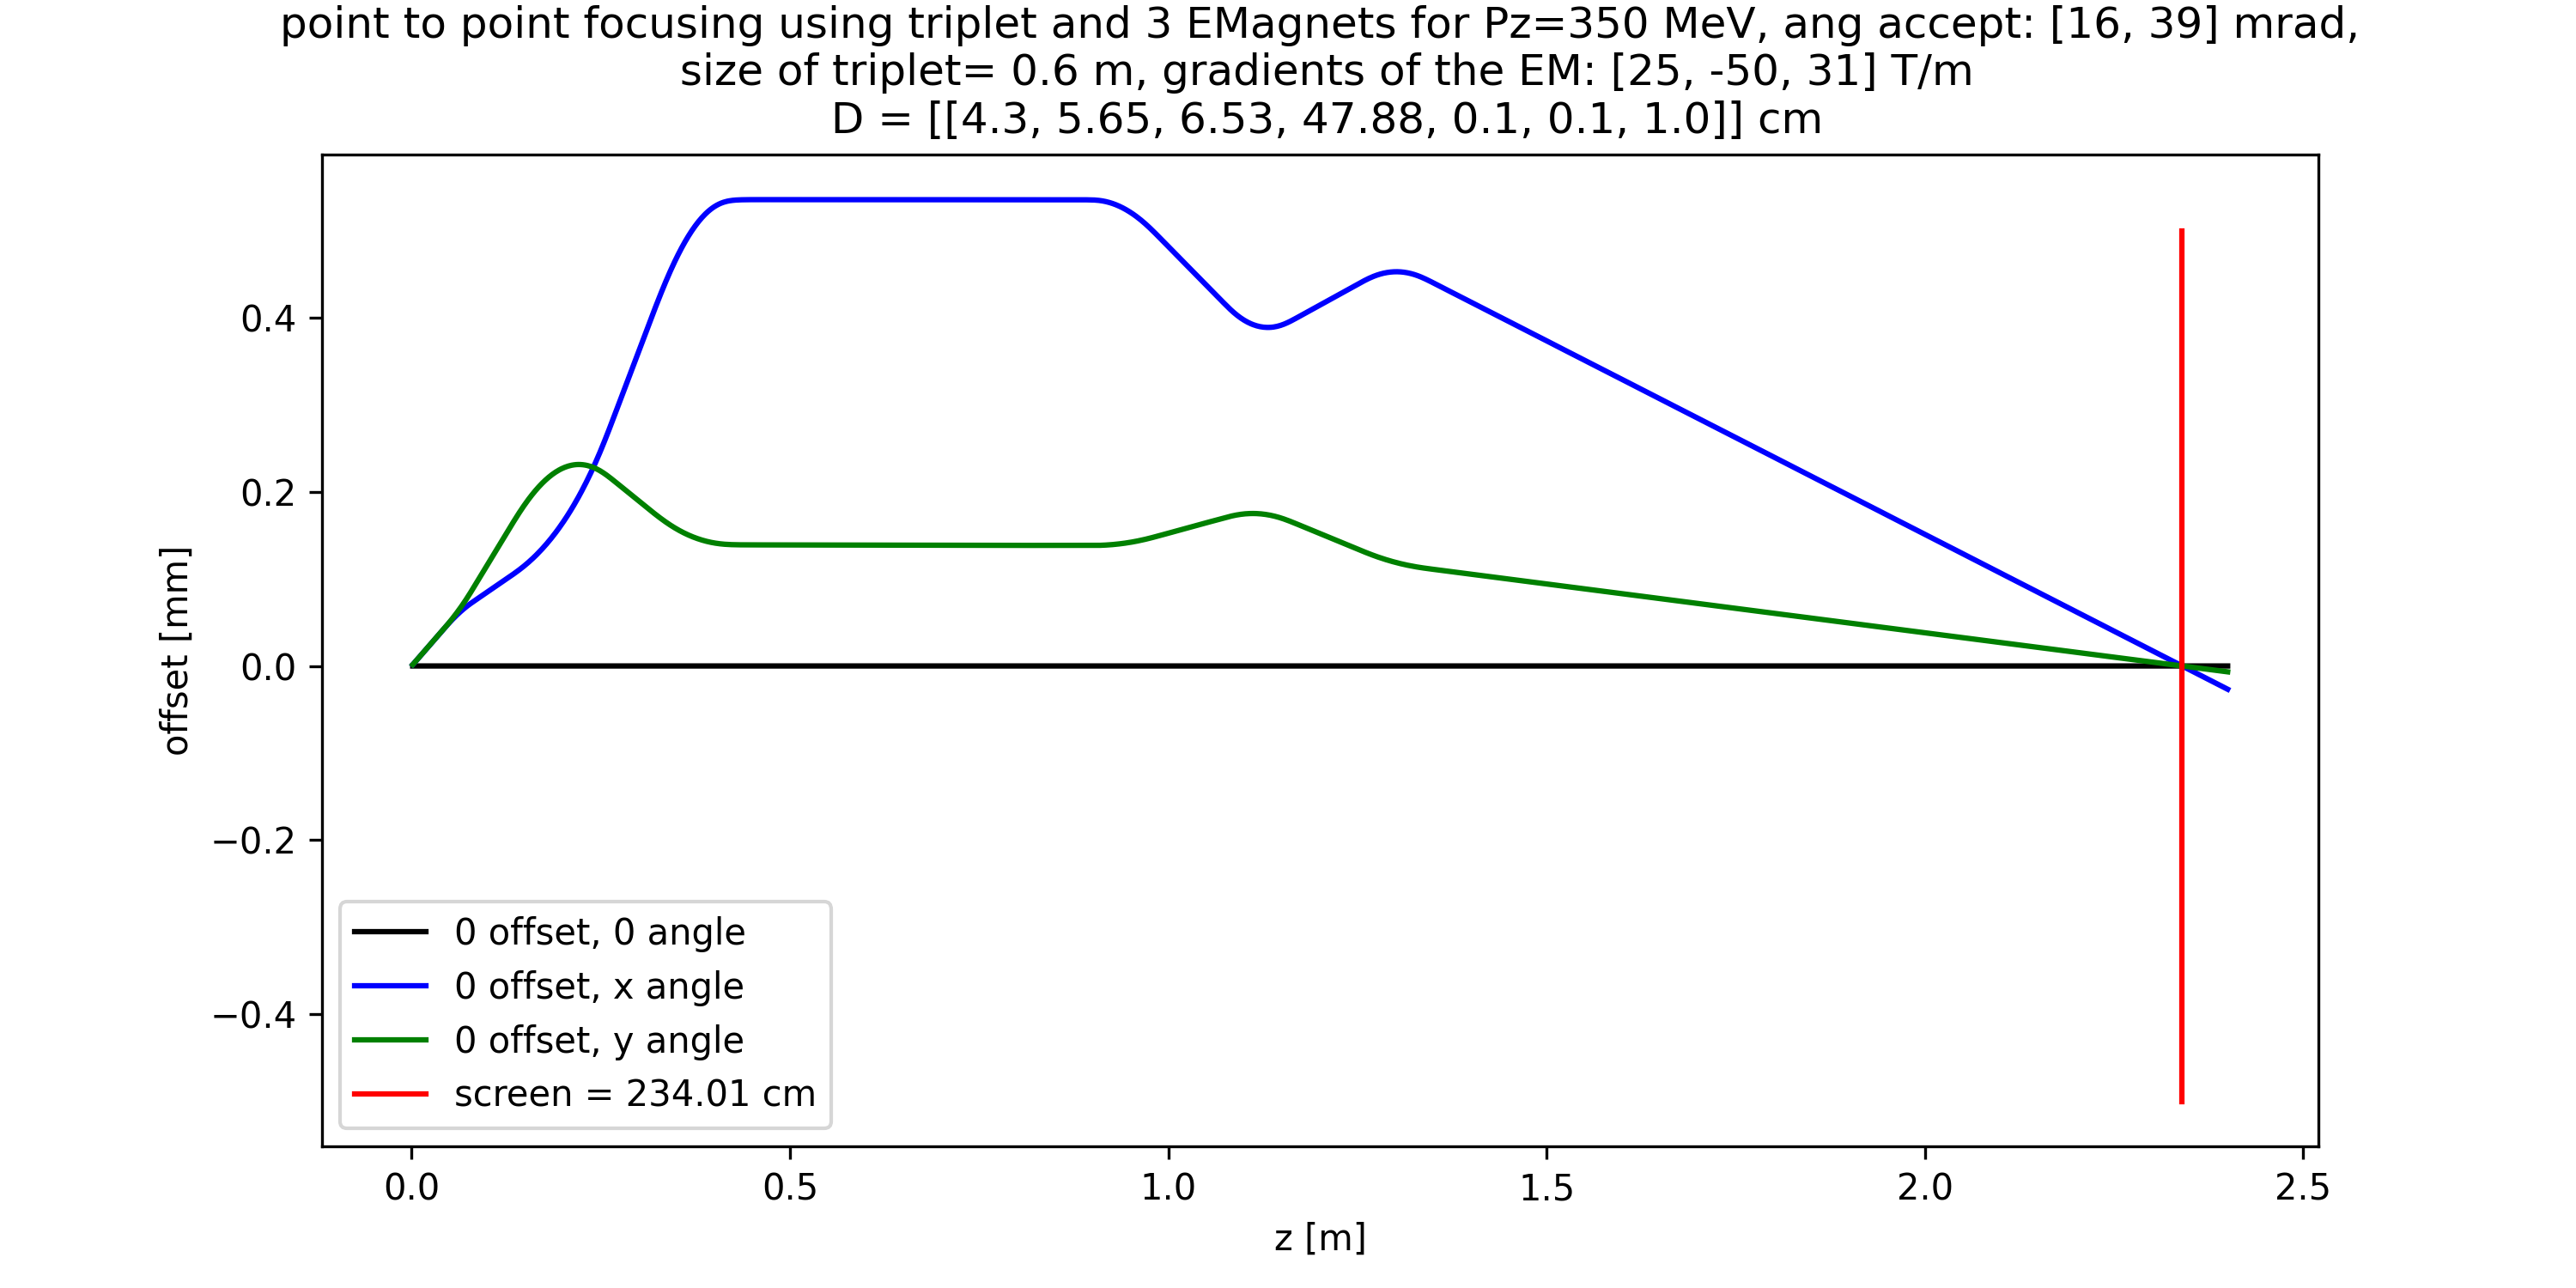 point to point focusing using triplet and 3 EMagnets for Pz=350 MeV, ang accept: [16, 39] mrad,
size of triplet= 0.6 m, gradients of the EM: [25, -50, 31] T/m
D = [[4.3, 5.65, 6.53, 47.88, 0.1, 0.1, 1.0]] cm
offset [mm]
0.4
0.2
0.0
−0.2
−0.4
0 offset, 0 angle
0 offset, x angle
0 offset, y angle
screen = 234.01 cm
0.0 0.5 1.0 1.5 2.0 2.5
z [m]